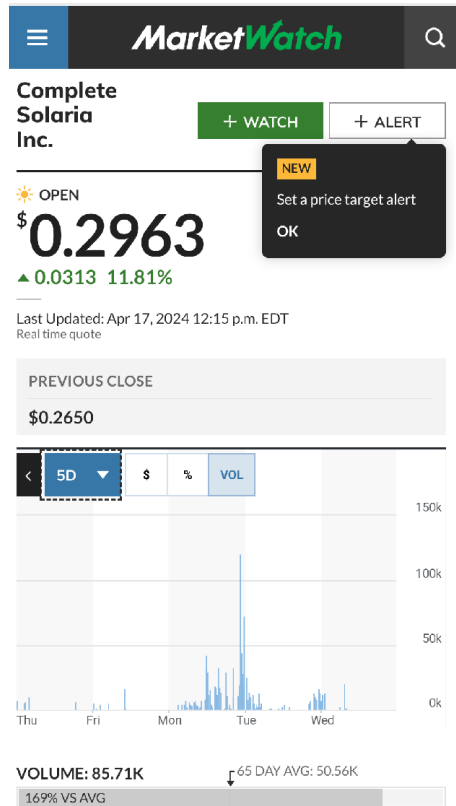 MarketWatch
Complete
Solaria
Inc.
+ WATCH
+ ALERT
NEW
Set a price target alert
OK
OPEN
$0.2963
0.0313 11.81%
Last Updated: Apr 17, 2024 12:15 p.m. EDT
Real time quote
PREVIOUS CLOSE
$0.2650
5D
$
%
VOL
150k
100k
50k
0k
Thu Fri Mon Tue Wed
VOLUME: 85.71K
65 DAY AVG: 50.56K
169% VS AVG